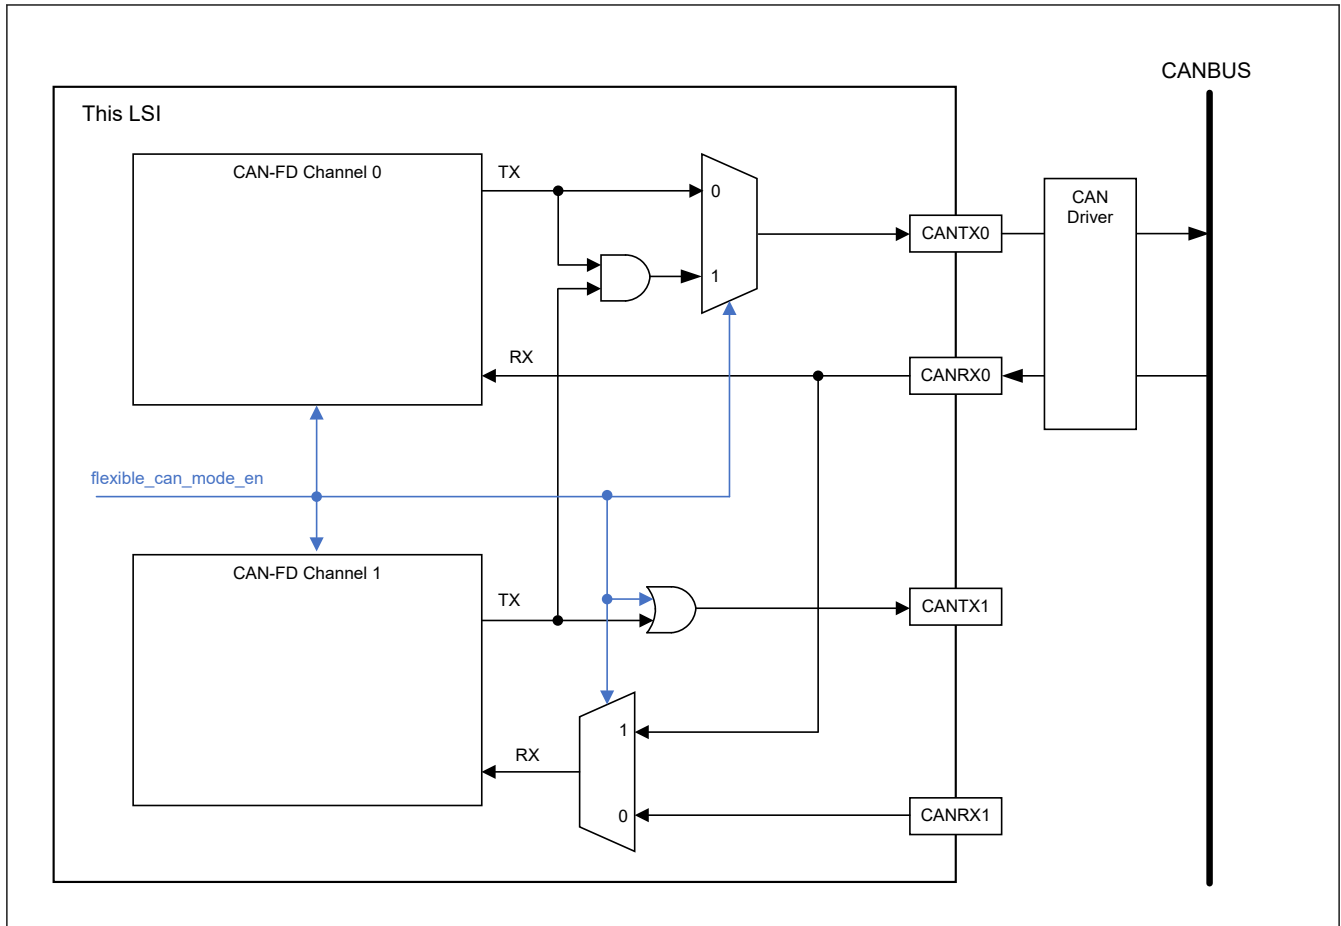 CANBUS
This LSI
CAN-FD Channel 0
TX
0
CAN
Driver
CANTX0
1
RX
CANRX0
flexible_can_mode_en
CAN-FD Channel 1
TX
CANTX1
1
RX
0
CANRX1